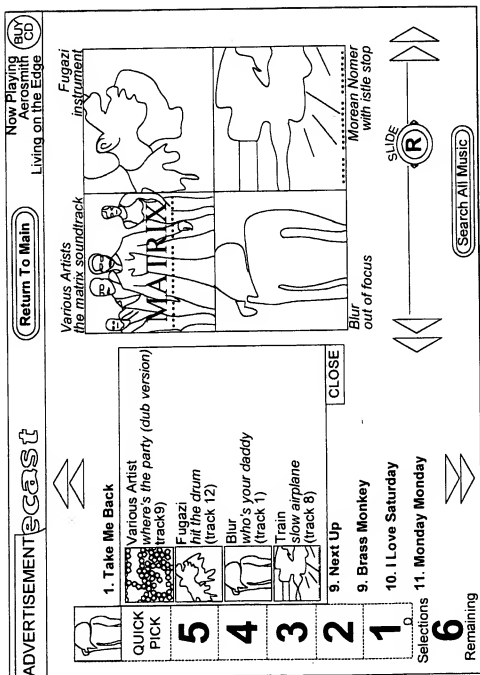 ADVERTISEMENT
ecast
Return To Main
Now Playing
Aerosmith
Living on the Edge
BUY
CD
QUICK
PICK
5
4
3
2
1
D
Selections
6
Remaining
1. Take Me Back
Various Artist
where's the party (dub version)
track9)
Fugazi
hit the drum
(track 12)
Blur
who's your daddy
(track 1)
Train
slow airplane
(track 8)
CLOSE
9. Next Up
9. Brass Monkey
10. I Love Saturday
11. Monday Monday
Various Artists
the matrix soundtrack
MATRIX
Fugazi
instrument
Blur
out of focus
Morean Nomer
with istle stop
SLIDE
R
Search All Music